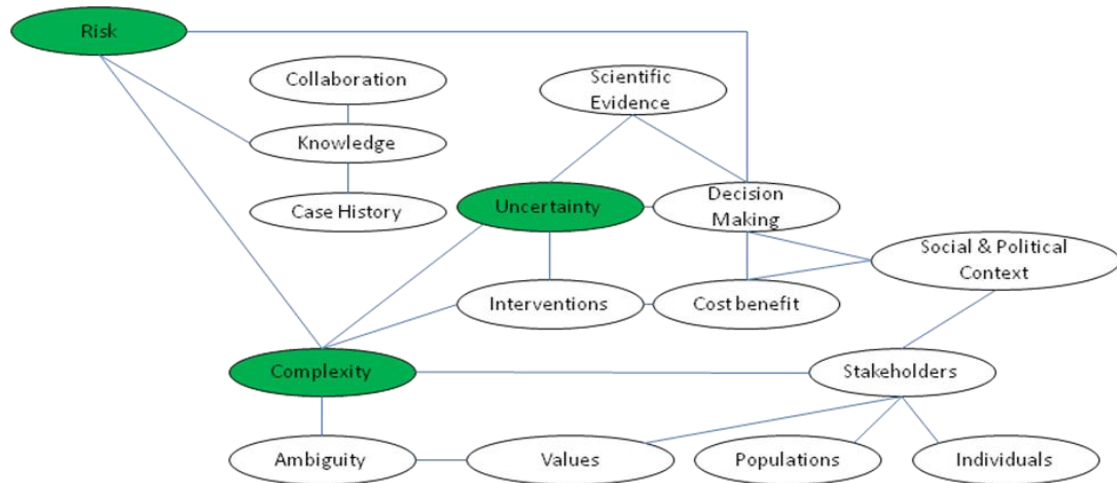 Risk
Collaboration
Scientific
Evidence
Knowledge
Case History
Uncertainty
Decision
Making
Social & Political
Context
Interventions
Cost benefit
Complexity
Stakeholders
Ambiguity
Values
Populations
Individuals